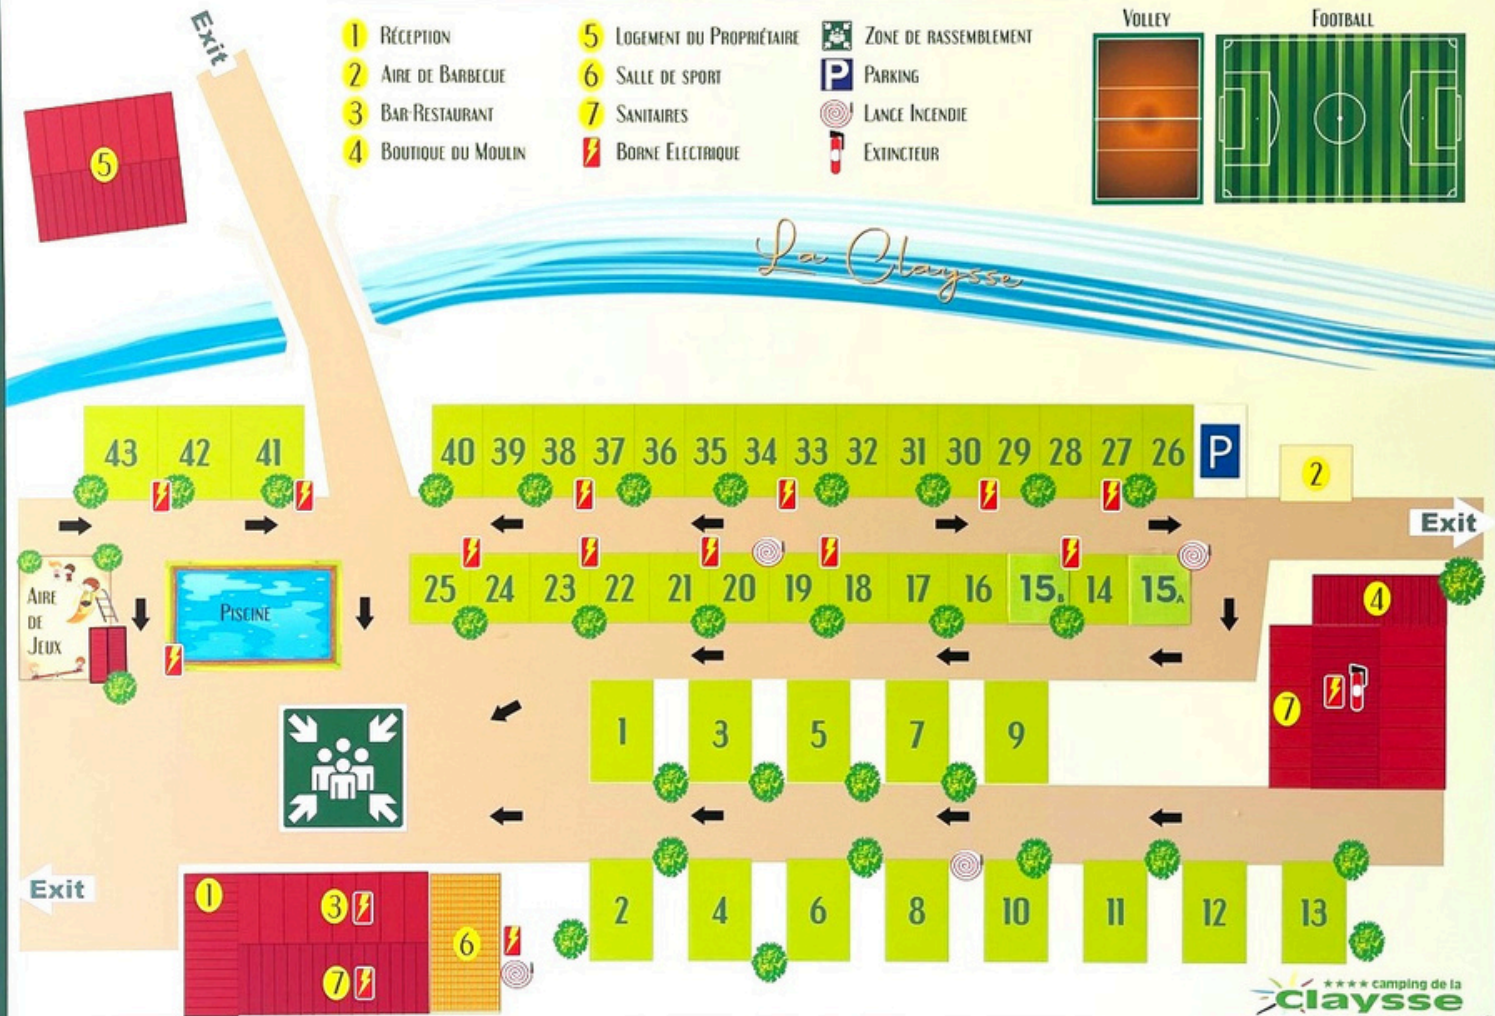 Exit
1 Réception
2 Aire de Barbecue
3 Bar-Restaurant
4 Boutique du Moulin
5 Logement du Propriétaire
6 Salle de sport
7 Sanitaires
Borne Electrique
Zone de rassemblement
P Parking
Lance Incendie
Extincteur
Volley
Football
5
La Claysse
43 42 41
40 39 38 37 36 35 34 33 32 31 30 29 28 27 26
P
2
Exit
Aire
de
Jeux
Piscine
25 24 23 22 21 20 19 18 17 16 15B 14 15A
4
7
1 3 5 7 9
Exit
1
3
7
6
2 4 6 8 10 11 12 13
camping de la
Claysse